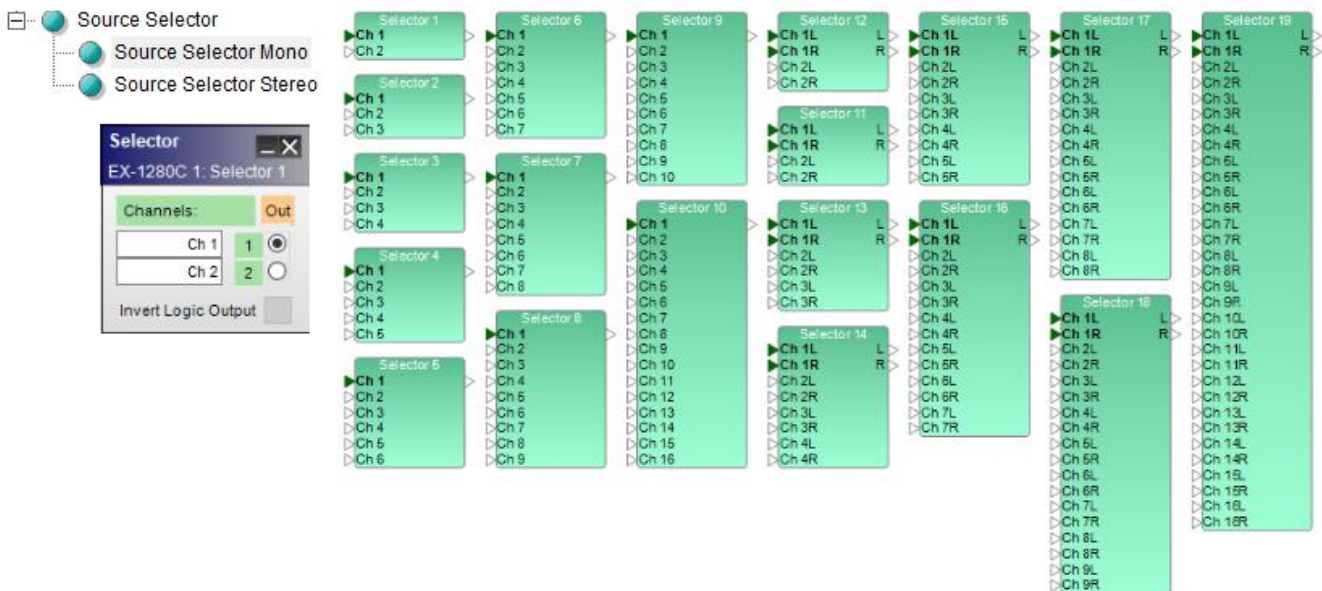 Source Selector
Source Selector Mono
Source Selector Stereo
Selector
EX-1280C 1: Selector 1
Channels: Out
Ch 1 1
Ch 2 2
Invert Logic Output
Selector 1
Ch 1
Ch 2
Selector 2
Ch 1
Ch 2
Ch 3
Selector 3
Ch 1
Ch 2
Ch 3
Ch 4
Selector 4
Ch 1
Ch 2
Ch 3
Ch 4
Ch 5
Selector 5
Ch 1
Ch 2
Ch 3
Ch 4
Ch 5
Ch 6
Selector 6
Ch 1
Ch 2
Ch 3
Ch 4
Ch 5
Ch 6
Ch 7
Selector 7
Ch 1
Ch 2
Ch 3
Ch 4
Ch 5
Ch 6
Ch 7
Ch 8
Selector 8
Ch 1
Ch 2
Ch 3
Ch 4
Ch 5
Ch 6
Ch 7
Ch 8
Ch 9
Selector 9
Ch 1
Ch 2
Ch 3
Ch 4
Ch 5
Ch 6
Ch 7
Ch 8
Ch 9
Ch 10
Selector 10
Ch 1
Ch 2
Ch 3
Ch 4
Ch 5
Ch 6
Ch 7
Ch 8
Ch 9
Ch 10
Ch 11
Ch 12
Ch 13
Ch 14
Ch 15
Ch 16
Selector 12
Ch 1L L
Ch 1R R
Ch 2L
Ch 2R
Selector 11
Ch 1L L
Ch 1R R
Ch 2L
Ch 2R
Selector 13
Ch 1L L
Ch 1R R
Ch 2L
Ch 2R
Ch 3L
Ch 3R
Selector 14
Ch 1L L
Ch 1R R
Ch 2L
Ch 2R
Ch 3L
Ch 3R
Ch 4L
Ch 4R
Selector 15
Ch 1L L
Ch 1R R
Ch 2L
Ch 2R
Ch 3L
Ch 3R
Ch 4L
Ch 4R
Ch 5L
Ch 5R
Selector 16
Ch 1L L
Ch 1R R
Ch 2L
Ch 2R
Ch 3L
Ch 3R
Ch 4L
Ch 4R
Ch 5L
Ch 5R
Ch 6L
Ch 6R
Ch 7L
Ch 7R
Selector 17
Ch 1L L
Ch 1R R
Ch 2L
Ch 2R
Ch 3L
Ch 3R
Ch 4L
Ch 4R
Ch 5L
Ch 5R
Ch 6L
Ch 6R
Ch 7L
Ch 7R
Ch 8L
Ch 8R
Selector 18
Ch 1L L
Ch 1R R
Ch 2L
Ch 2R
Ch 3L
Ch 3R
Ch 4L
Ch 4R
Ch 5L
Ch 5R
Ch 6L
Ch 6R
Ch 7L
Ch 7R
Ch 8L
Ch 8R
Ch 9L
Ch 9R
Selector 19
Ch 1L L
Ch 1R R
Ch 2L
Ch 2R
Ch 3L
Ch 3R
Ch 4L
Ch 4R
Ch 5L
Ch 5R
Ch 6L
Ch 6R
Ch 7L
Ch 7R
Ch 8L
Ch 8R
Ch 9L
Ch 9R
Ch 10L
Ch 10R
Ch 11L
Ch 11R
Ch 12L
Ch 12R
Ch 13L
Ch 13R
Ch 14L
Ch 14R
Ch 15L
Ch 15R
Ch 16L
Ch 16R